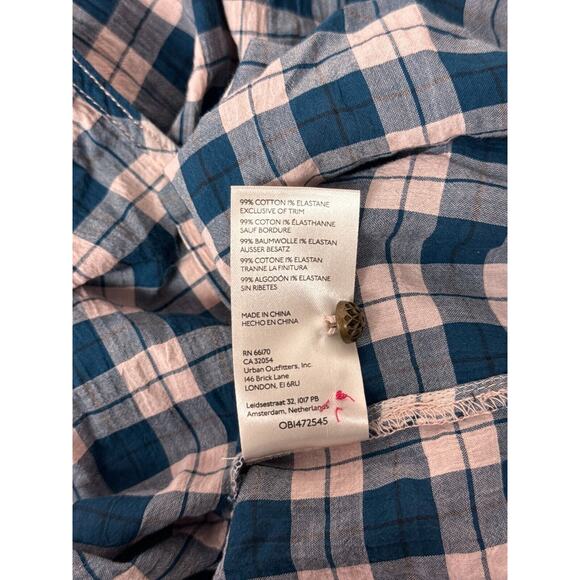 99% COTTON 1% ELASTANE
EXCLUSIVE OF TRIM
99% COTON 1% ÉLASTHANNE
SAUF BORDURE
99% BAUMWOLLE 1% ELASTAN
AUSSER BESATZ
99% COTONE 1% ELASTAN
TRANNE LA FINITURA
99% ALGODÓN 1% ELASTANE
SIN RIBETES
MADE IN CHINA
HECHO EN CHINA
RN 66170
CA 32054
Urban Outfitters, Inc.
146 Brick Lane
LONDON, E1 6RU
Leidsestraat 32, 1017 PB
Amsterdam, Netherlands
OB1472545